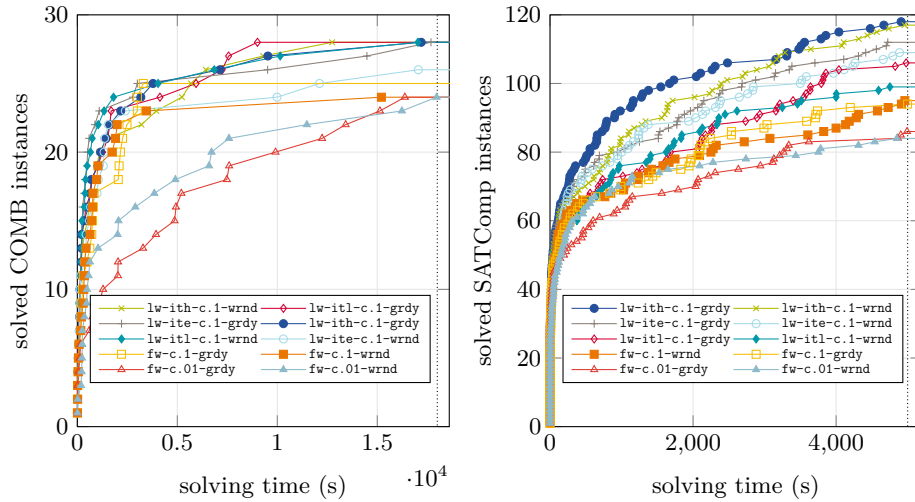 30
20
10
0
solved COMB instances
lw-ith-c.1-wrnd lw-itl-c.1-grdy
lw-ite-c.1-grdy lw-ith-c.1-grdy
lw-itl-c.1-wrnd lw-ite-c.1-wrnd
fw-c.1-grdy fw-c.1-wrnd
fw-c.01-grdy fw-c.01-wrnd
0 0.5 1 1.5
·10⁴
solving time (s)
120
100
80
60
40
20
0
solved SATComp instances
lw-ith-c.1-grdy lw-ith-c.1-wrnd
lw-ite-c.1-grdy lw-ite-c.1-wrnd
lw-itl-c.1-grdy lw-itl-c.1-wrnd
fw-c.1-wrnd fw-c.1-grdy
fw-c.01-grdy fw-c.01-wrnd
0 2,000 4,000
solving time (s)